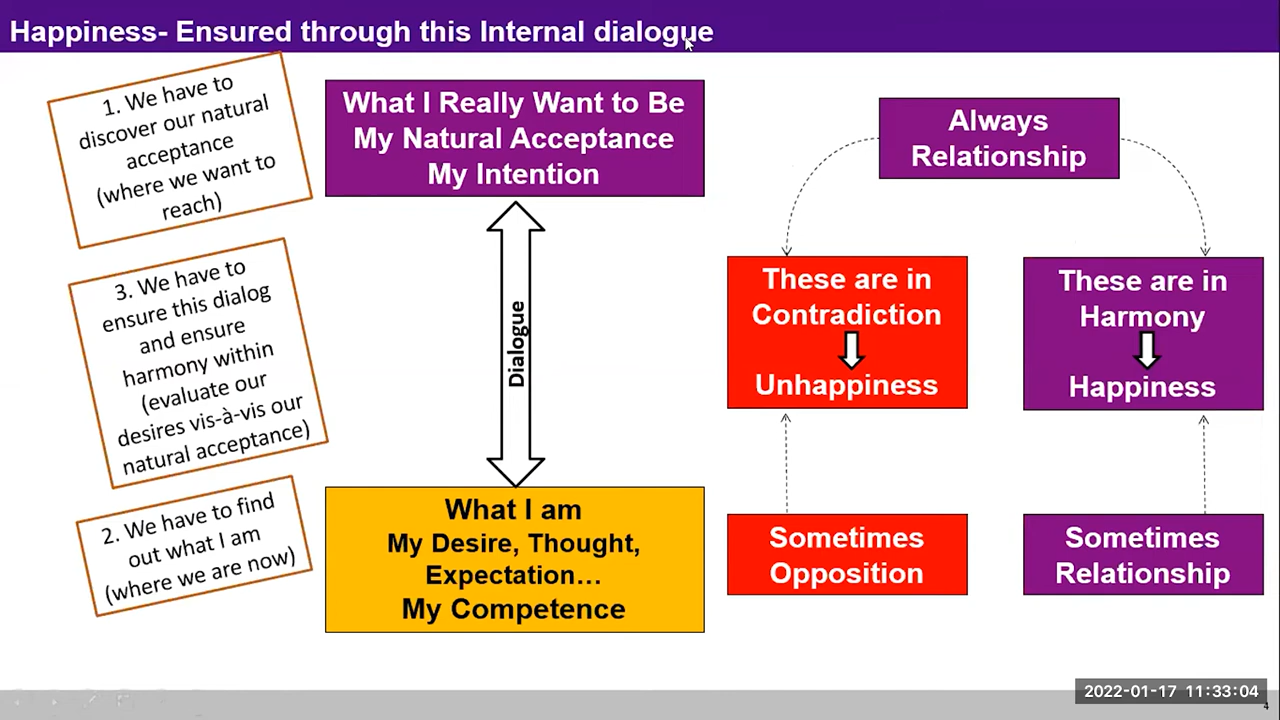 Happiness- Ensured through this Internal dialogue
1. We have to
discover our natural
acceptance
(where we want to
reach)
3. We have to
ensure this dialog
and ensure
harmony within
(evaluate our
desires vis-à-vis our
natural acceptance)
2. We have to find
out what I am
(where we are now)
What I Really Want to Be
My Natural Acceptance
My Intention
Dialogue
What I am
My Desire, Thought,
Expectation…
My Competence
Always
Relationship
These are in
Contradiction
Unhappiness
These are in
Harmony
Happiness
Sometimes
Opposition
Sometimes
Relationship
2022-01-17 11:33:04
4